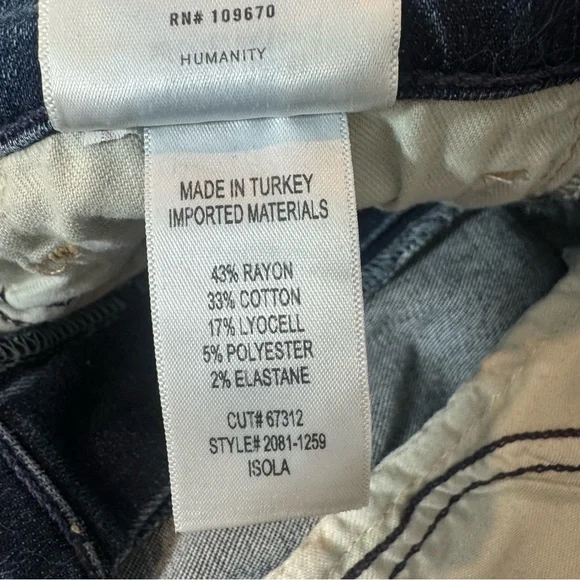 RN# 109670
HUMANITY
MADE IN TURKEY
IMPORTED MATERIALS
43% RAYON
33% COTTON
17% LYOCELL
5% POLYESTER
2% ELASTANE
CUT# 67312
STYLE# 2081-1259
ISOLA